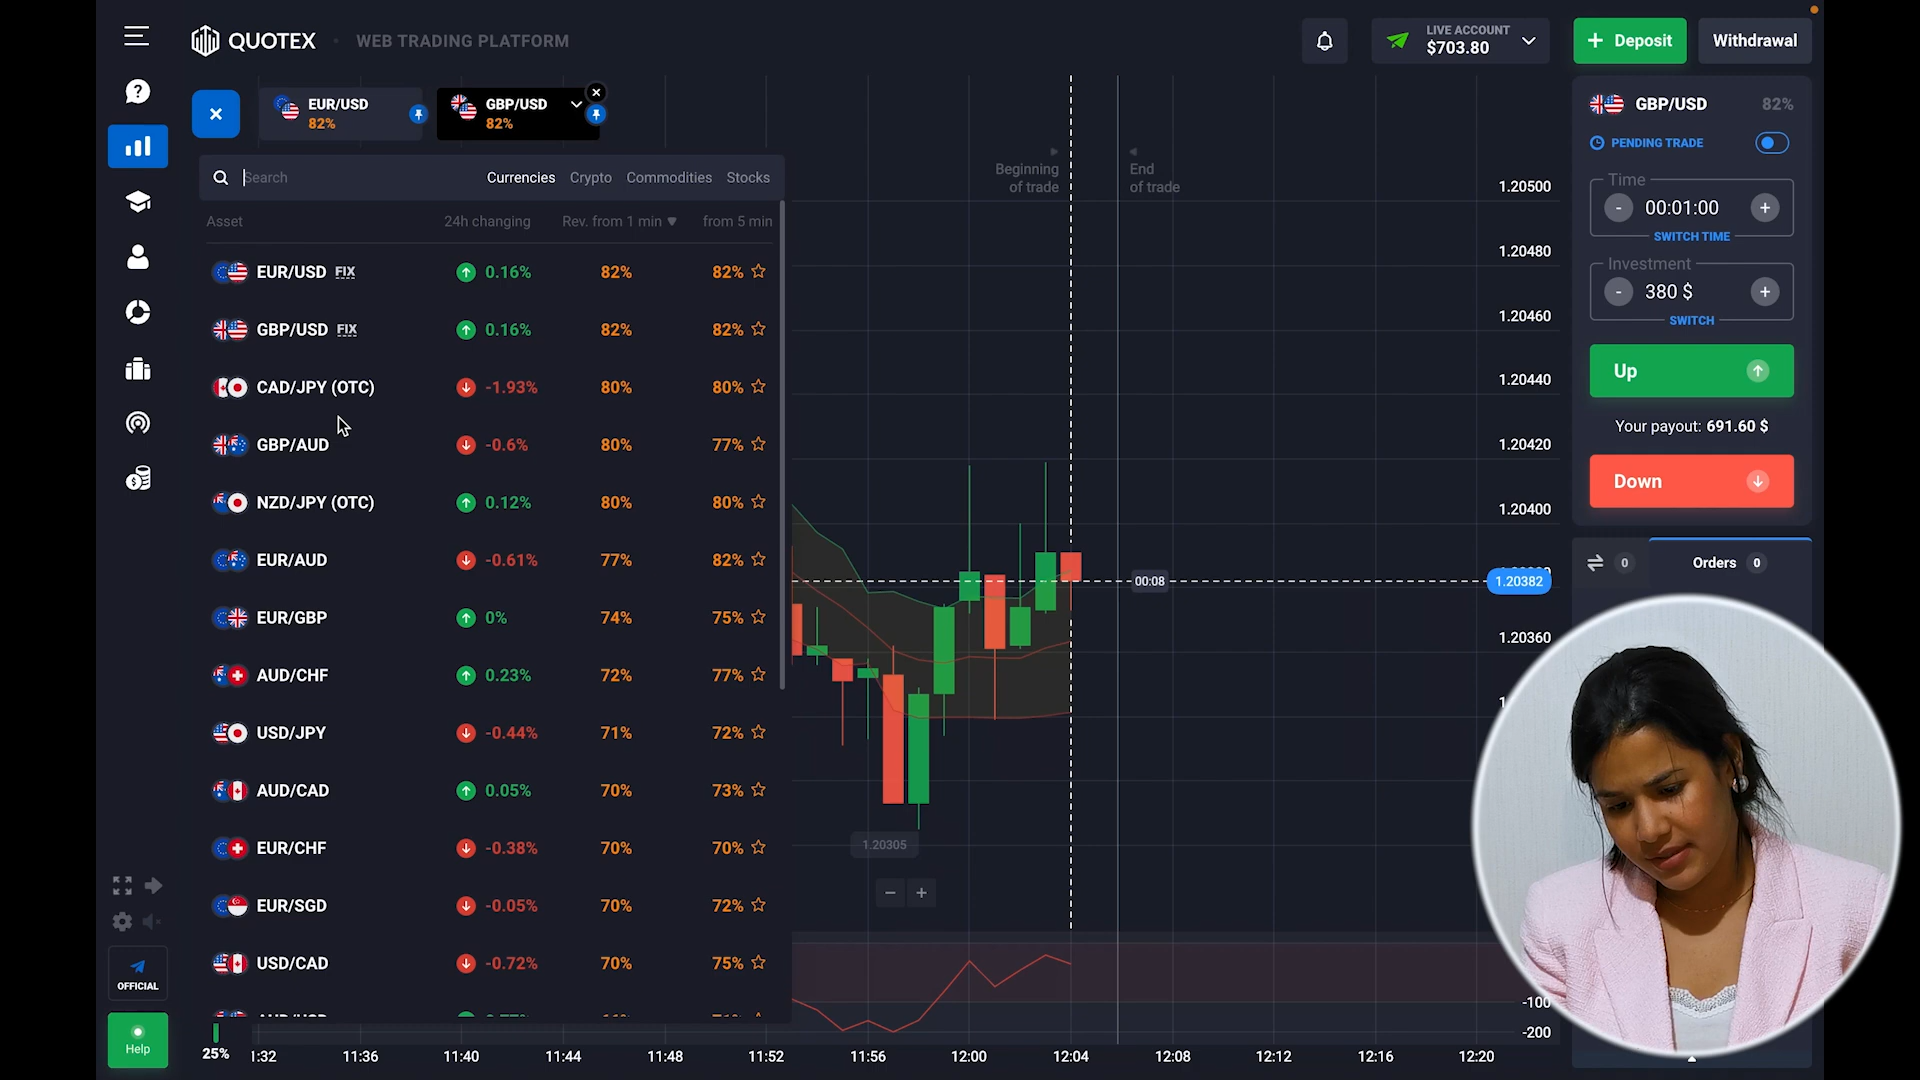 QUOTEX
WEB TRADING PLATFORM
LIVE ACCOUNT
$703.80
+ Deposit
Withdrawal
EUR/USD
82%
GBP/USD
82%
Search
Currencies
Crypto
Commodities
Stocks
Asset
24h changing
Rev. from 1 min ▼
from 5 min
EUR/USD FIX 0.16% 82% 82%
GBP/USD FIX 0.16% 82% 82%
CAD/JPY (OTC) -1.93% 80% 80%
GBP/AUD -0.6% 80% 77%
NZD/JPY (OTC) 0.12% 80% 80%
EUR/AUD -0.61% 77% 82%
EUR/GBP 0% 74% 75%
AUD/CHF 0.23% 72% 77%
USD/JPY -0.44% 71% 72%
AUD/CAD 0.05% 70% 73%
EUR/CHF -0.38% 70% 70%
EUR/SGD -0.05% 70% 72%
USD/CAD -0.72% 70% 75%
Beginning
of trade
End
of trade
1.20500
1.20480
1.20460
1.20440
1.20420
1.20400
1.20382
1.20360
00:08
1.20305
-100
-200
25%
11:36
11:40
11:44
11:48
11:52
11:56
12:00
12:04
12:08
12:12
12:16
12:20
GBP/USD
82%
PENDING TRADE
Time
- 00:01:00 +
SWITCH TIME
Investment
- 380 $ +
SWITCH
Up
Your payout: 691.60 $
Down
0
Orders 0
OFFICIAL
Help